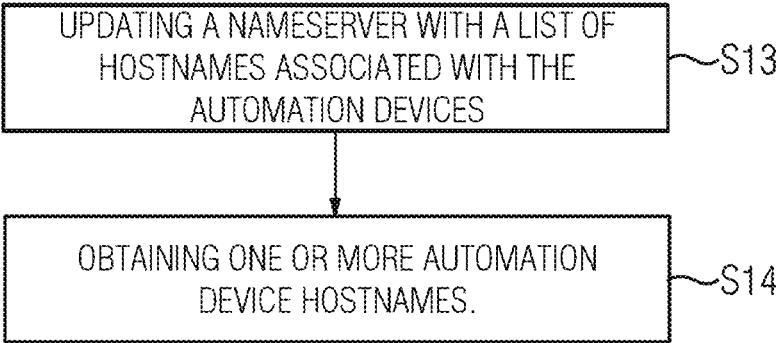 UPDATING A NAMESERVER WITH A LIST OF
HOSTNAMES ASSOCIATED WITH THE
AUTOMATION DEVICES
S13
OBTAINING ONE OR MORE AUTOMATION
DEVICE HOSTNAMES.
S14